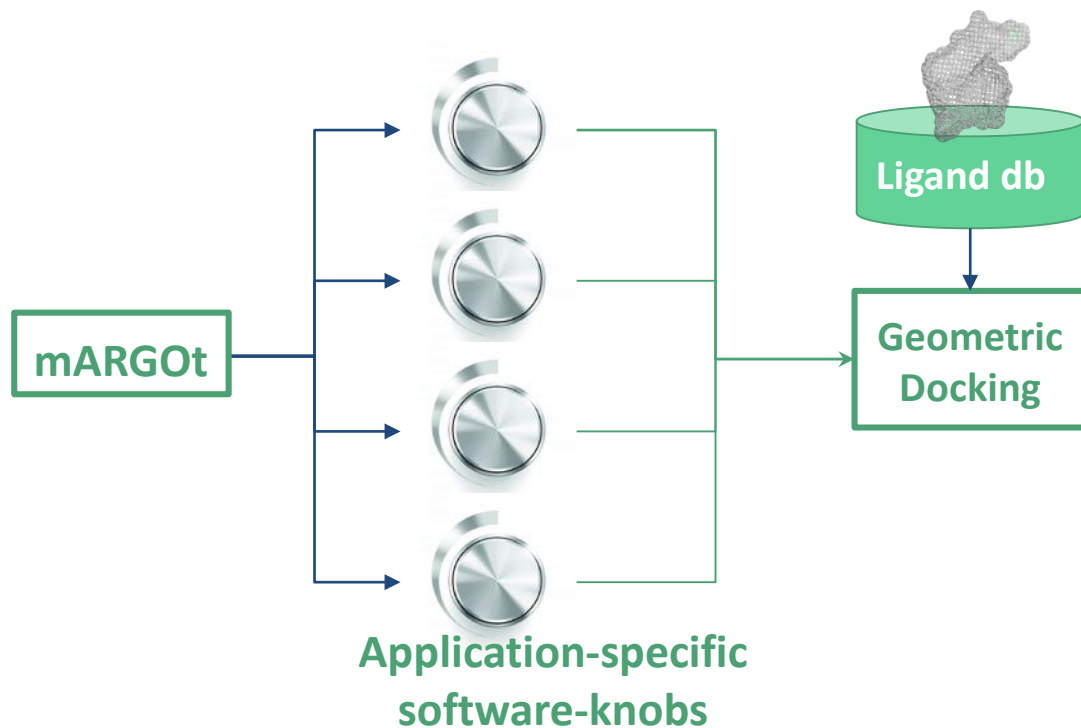 Ligand db
mARGOt
Geometric
Docking
Application-specific
software-knobs